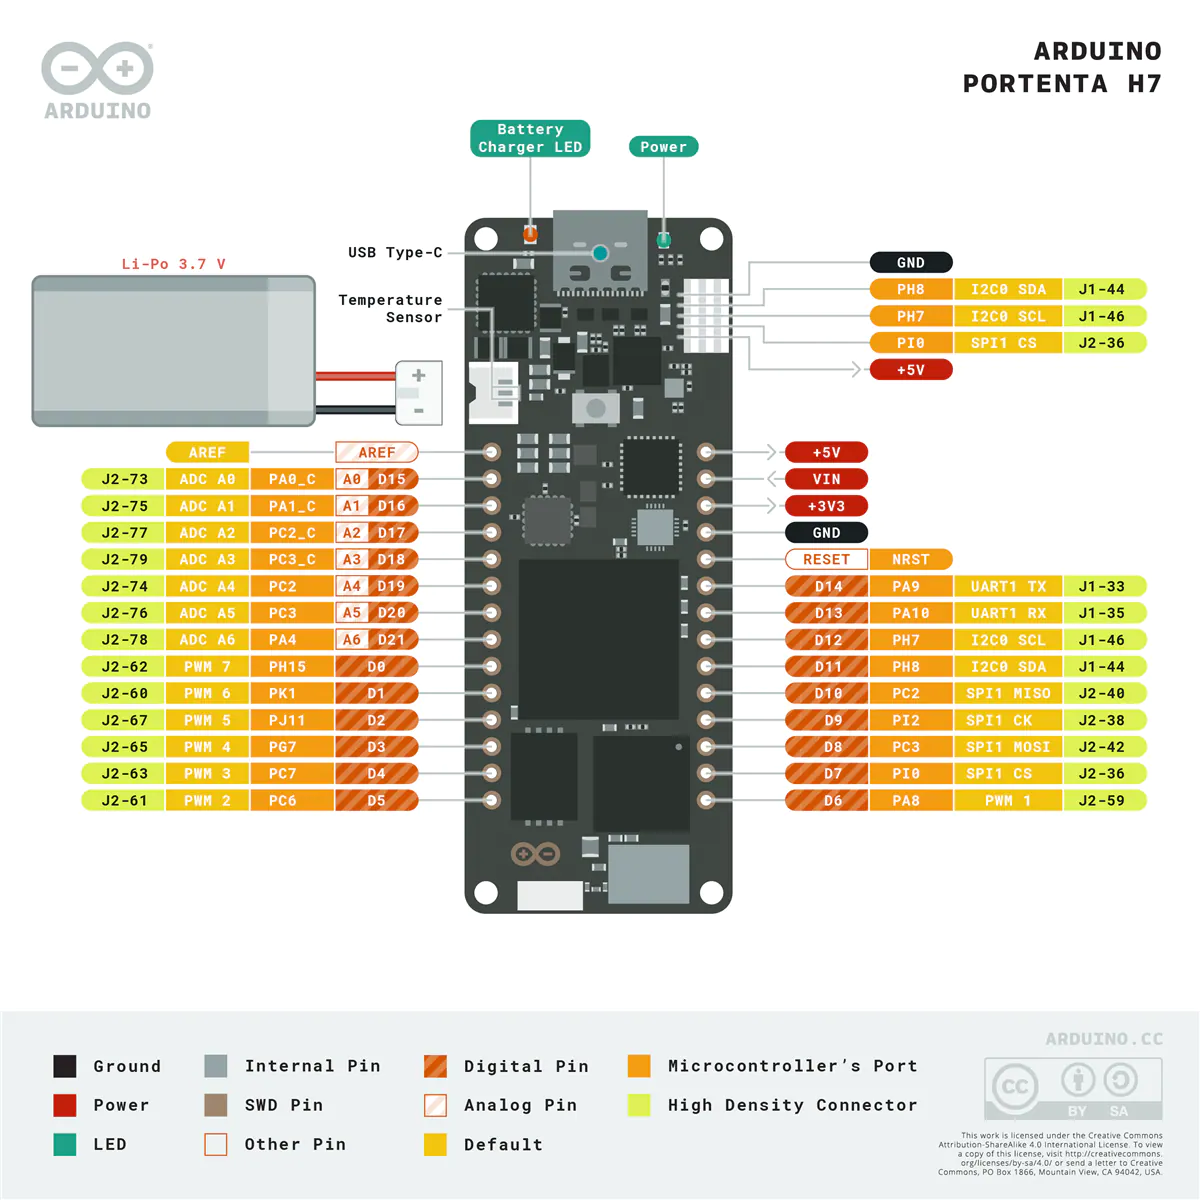 ARDUINO
PORTENTA H7
ARDUINO
Battery
Charger LED
Power
USB Type-C
Li-Po 3.7 V
Temperature
Sensor
+
-
GND
PH8 I2C0 SDA J1-44
PH7 I2C0 SCL J1-46
PI0 SPI1 CS J2-36
+5V
AREF AREF
J2-73 ADC A0 PA0_C A0 D15
J2-75 ADC A1 PA1_C A1 D16
J2-77 ADC A2 PC2_C A2 D17
J2-79 ADC A3 PC3_C A3 D18
J2-74 ADC A4 PC2 A4 D19
J2-76 ADC A5 PC3 A5 D20
J2-78 ADC A6 PA4 A6 D21
J2-62 PWM 7 PH15 D0
J2-60 PWM 6 PK1 D1
J2-67 PWM 5 PJ11 D2
J2-65 PWM 4 PG7 D3
J2-63 PWM 3 PC7 D4
J2-61 PWM 2 PC6 D5
+5V
VIN
+3V3
GND
RESET NRST
D14 PA9 UART1 TX J1-33
D13 PA10 UART1 RX J1-35
D12 PH7 I2C0 SCL J1-46
D11 PH8 I2C0 SDA J1-44
D10 PC2 SPI1 MISO J2-40
D9 PI2 SPI1 CK J2-38
D8 PC3 SPI1 MOSI J2-42
D7 PI0 SPI1 CS J2-36
D6 PA8 PWM 1 J2-59
Ground
Power
LED
Internal Pin
SWD Pin
Other Pin
Digital Pin
Analog Pin
Default
Microcontroller's Port
High Density Connector
ARDUINO.CC
CC
BY SA
This work is licensed under the Creative Commons
Attribution-ShareAlike 4.0 International License. To view
a copy of this license, visit http://creativecommons.
org/licenses/by-sa/4.0/ or send a letter to Creative
Commons, PO Box 1866, Mountain View, CA 94042, USA.